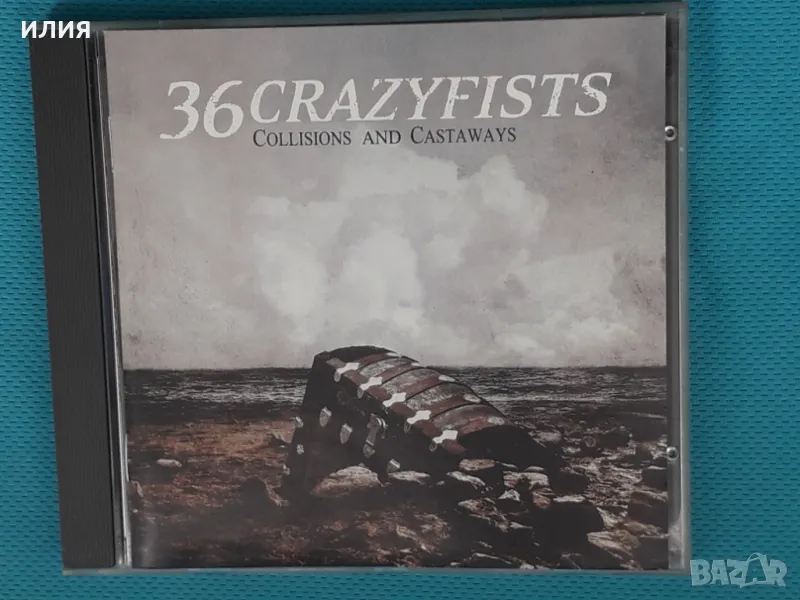 илия
36 CRAZYFISTS
COLLISIONS AND CASTAWAYS
BAZAR